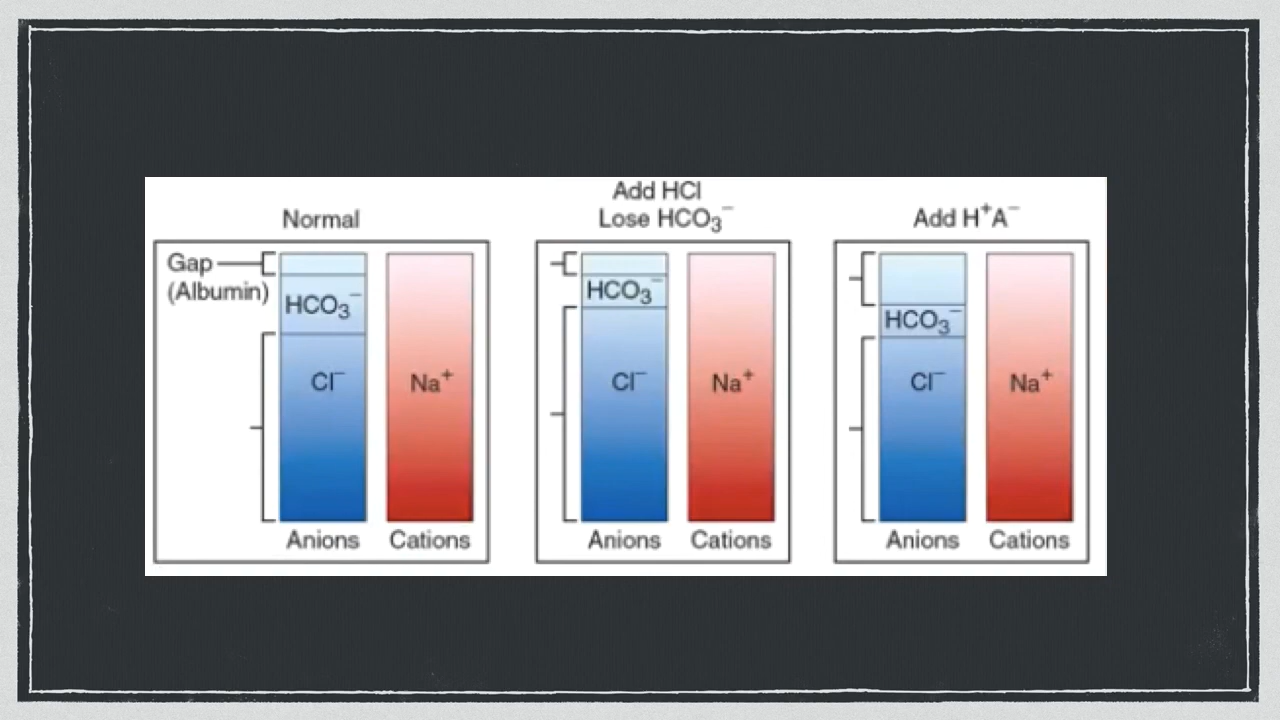 Normal
Gap
(Albumin)
HCO₃⁻
Cl⁻
Na⁺
Anions
Cations
Add HCl
Lose HCO₃⁻
HCO₃⁻
Cl⁻
Na⁺
Anions
Cations
Add H⁺A⁻
HCO₃⁻
Cl⁻
Na⁺
Anions
Cations